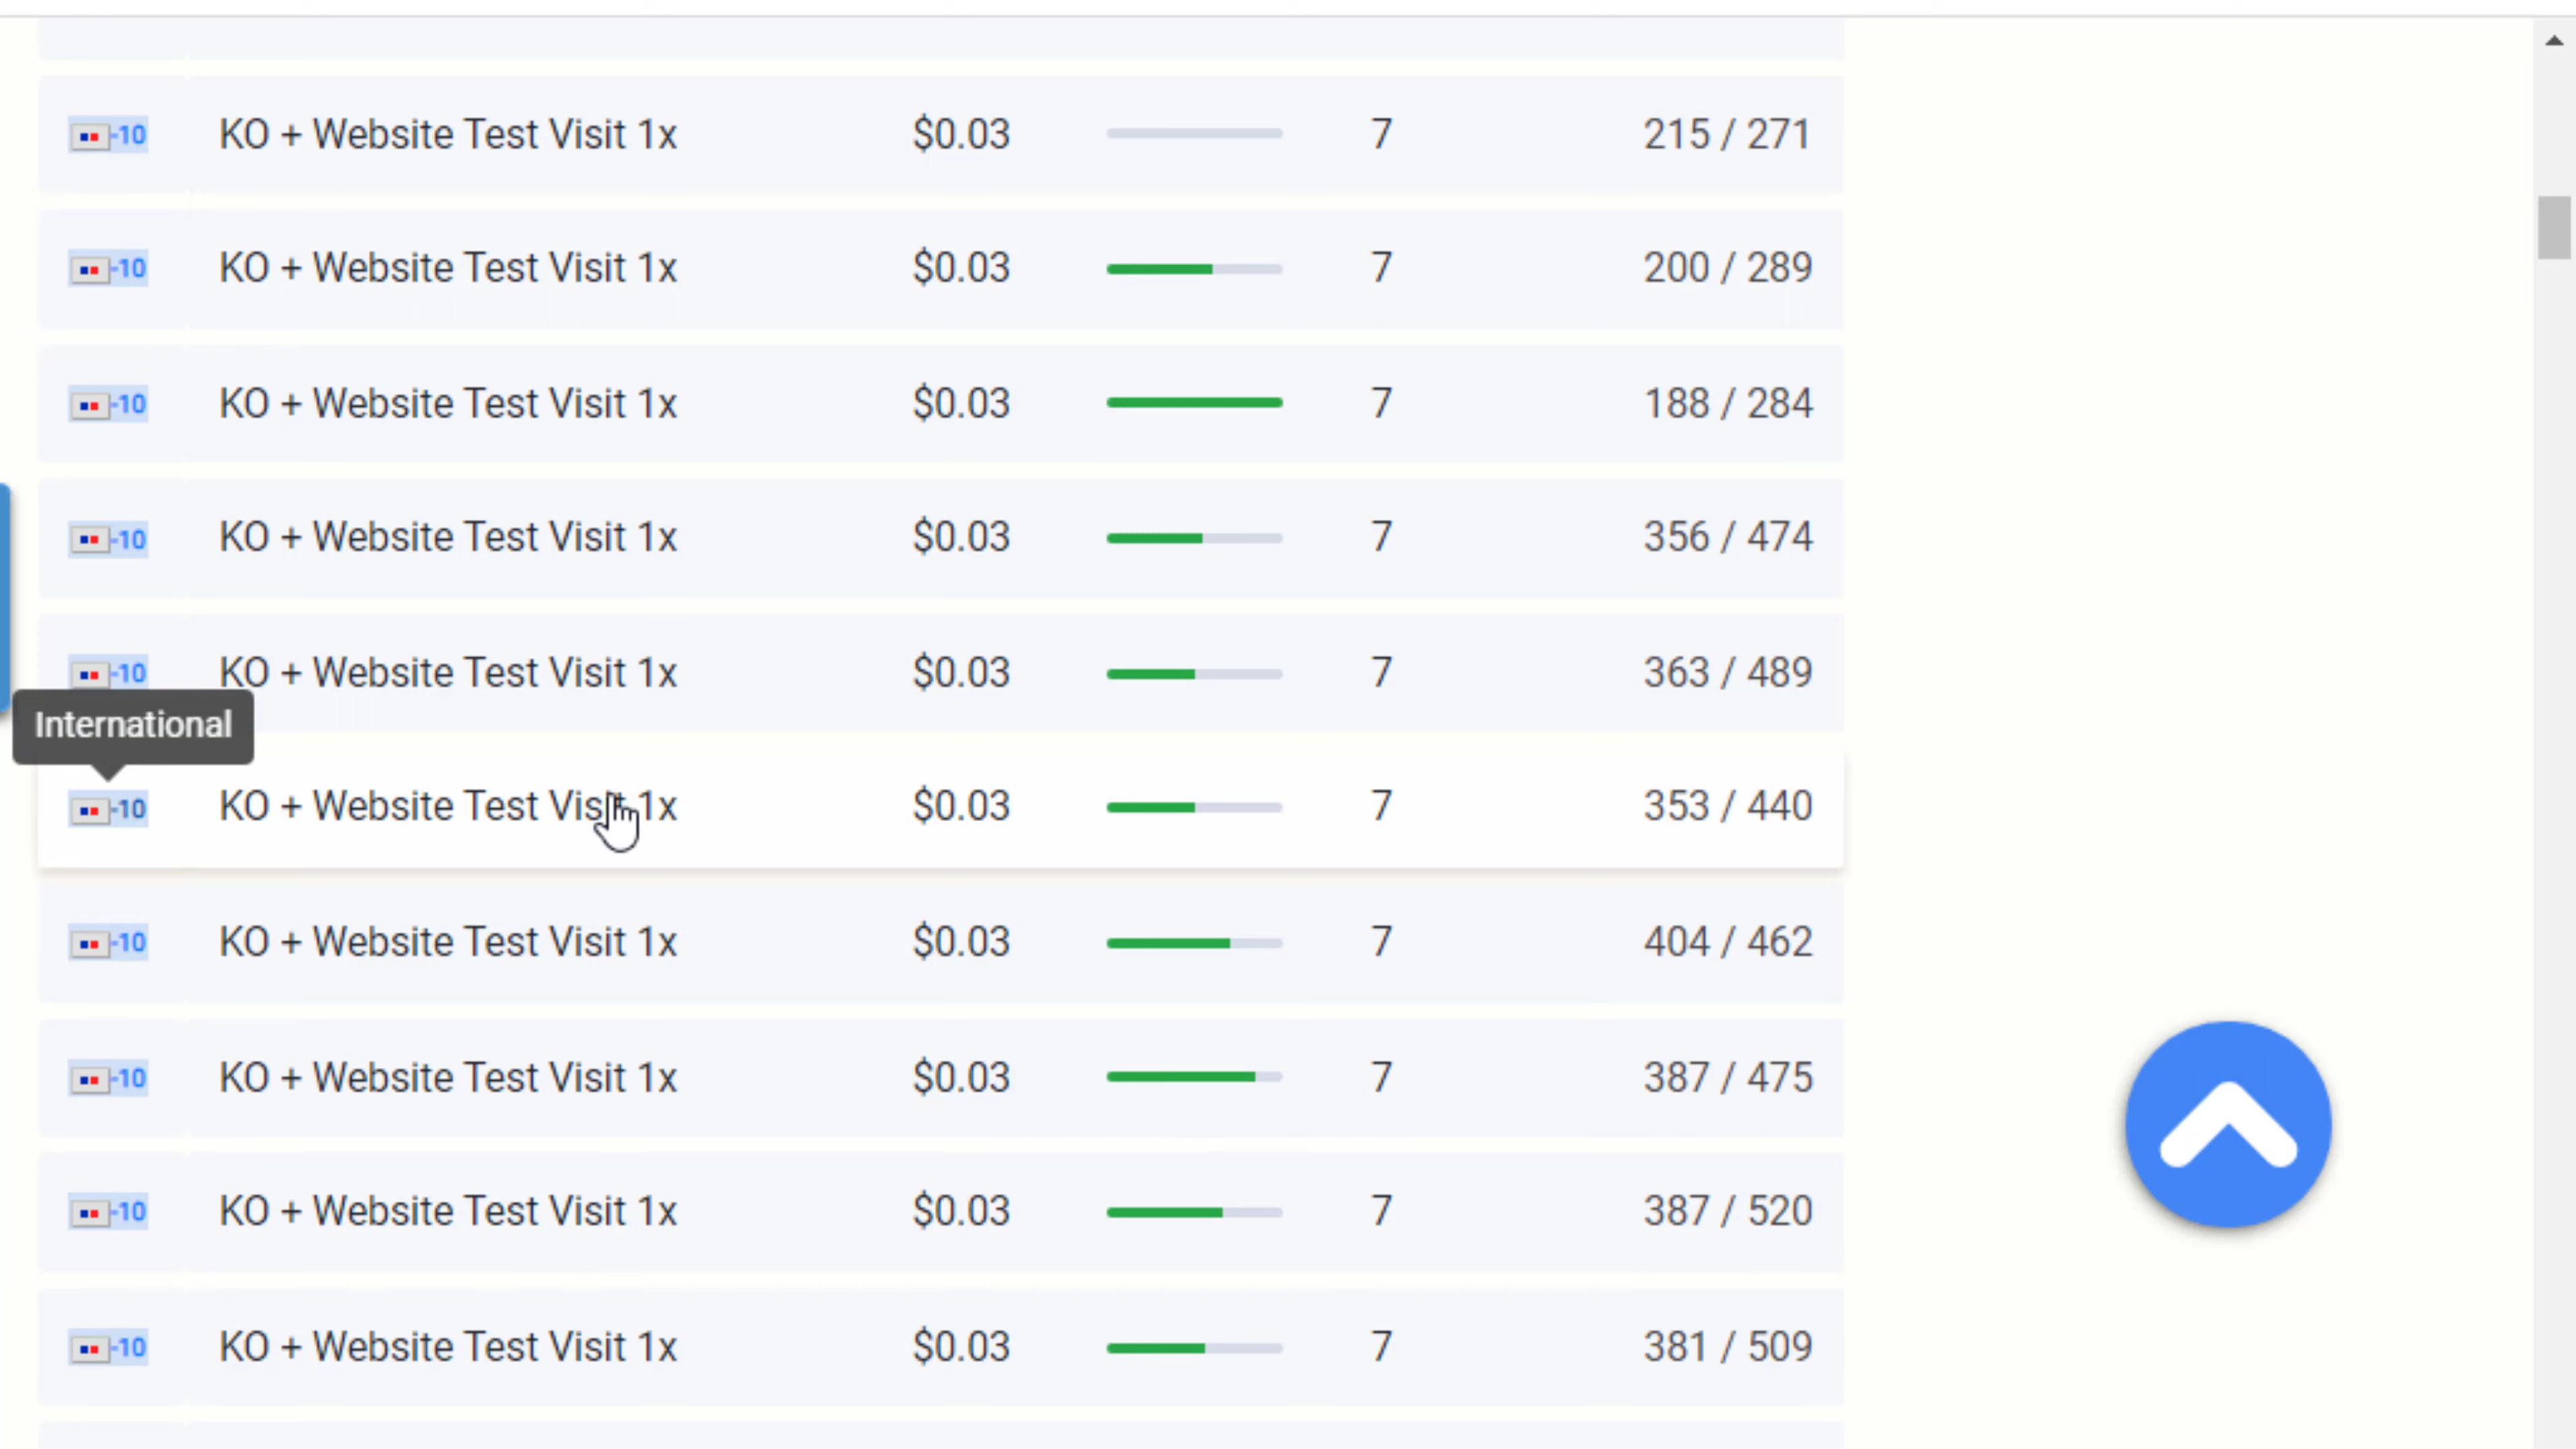 -10 KO + Website Test Visit 1x $0.03 7 215 / 271
-10 KO + Website Test Visit 1x $0.03 7 200 / 289
-10 KO + Website Test Visit 1x $0.03 7 188 / 284
-10 KO + Website Test Visit 1x $0.03 7 356 / 474
-10 KO + Website Test Visit 1x $0.03 7 363 / 489
International
-10 KO + Website Test Visit 1x $0.03 7 353 / 440
-10 KO + Website Test Visit 1x $0.03 7 404 / 462
-10 KO + Website Test Visit 1x $0.03 7 387 / 475
-10 KO + Website Test Visit 1x $0.03 7 387 / 520
-10 KO + Website Test Visit 1x $0.03 7 381 / 509